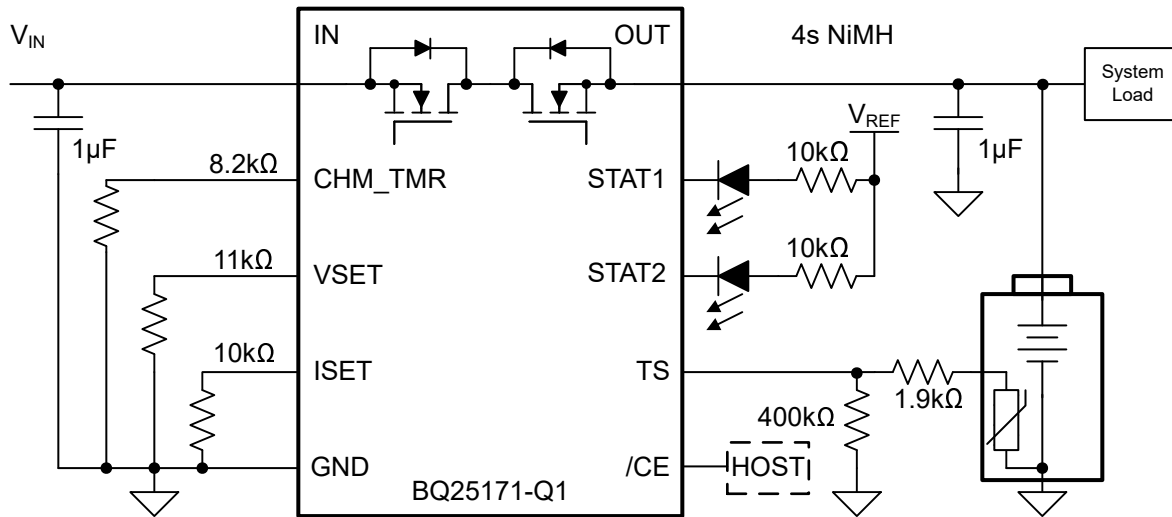 VIN
IN
OUT
4s NiMH
System
Load
1µF
VREF
1µF
8.2kΩ
CHM_TMR
STAT1
10kΩ
11kΩ
VSET
STAT2
10kΩ
10kΩ
ISET
TS
1.9kΩ
400kΩ
GND
/CE
HOST
BQ25171-Q1